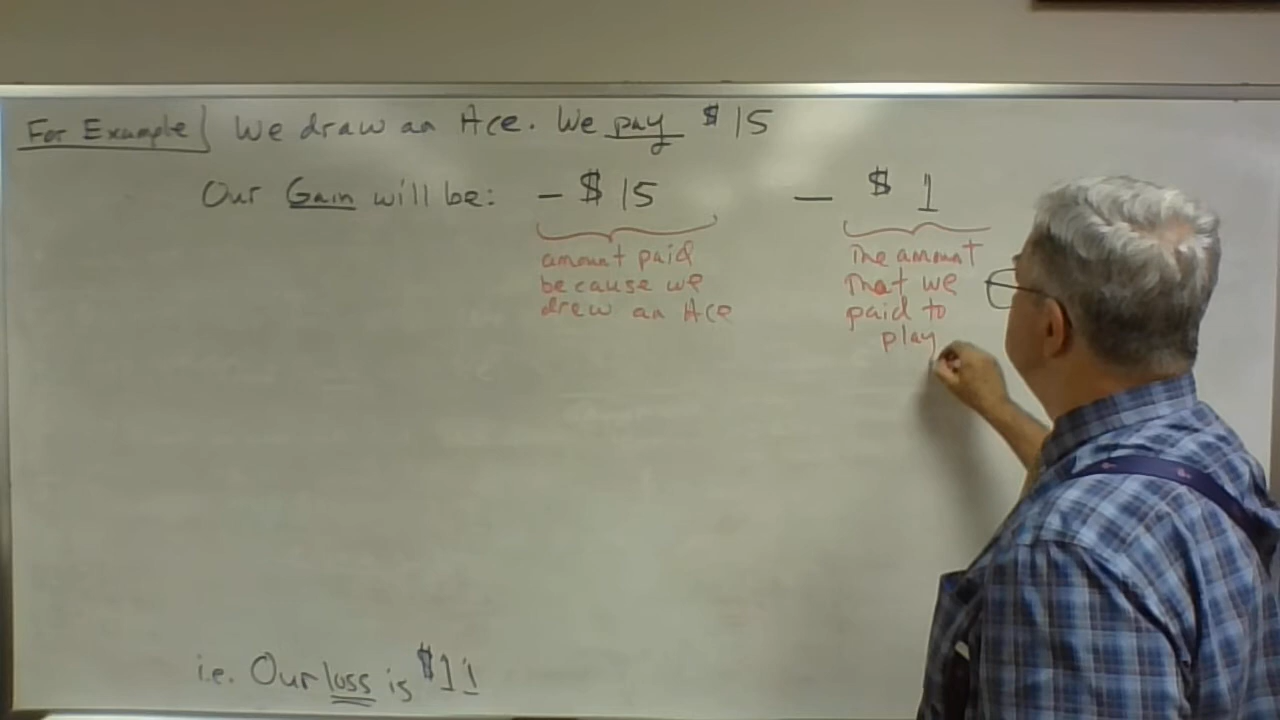 For Example We draw an Ace. We pay $15
Our Gain will be: - $15 - $1
amount paid
because we
drew an Ace
The amount
That we
paid to
play
i.e. Our loss is $11